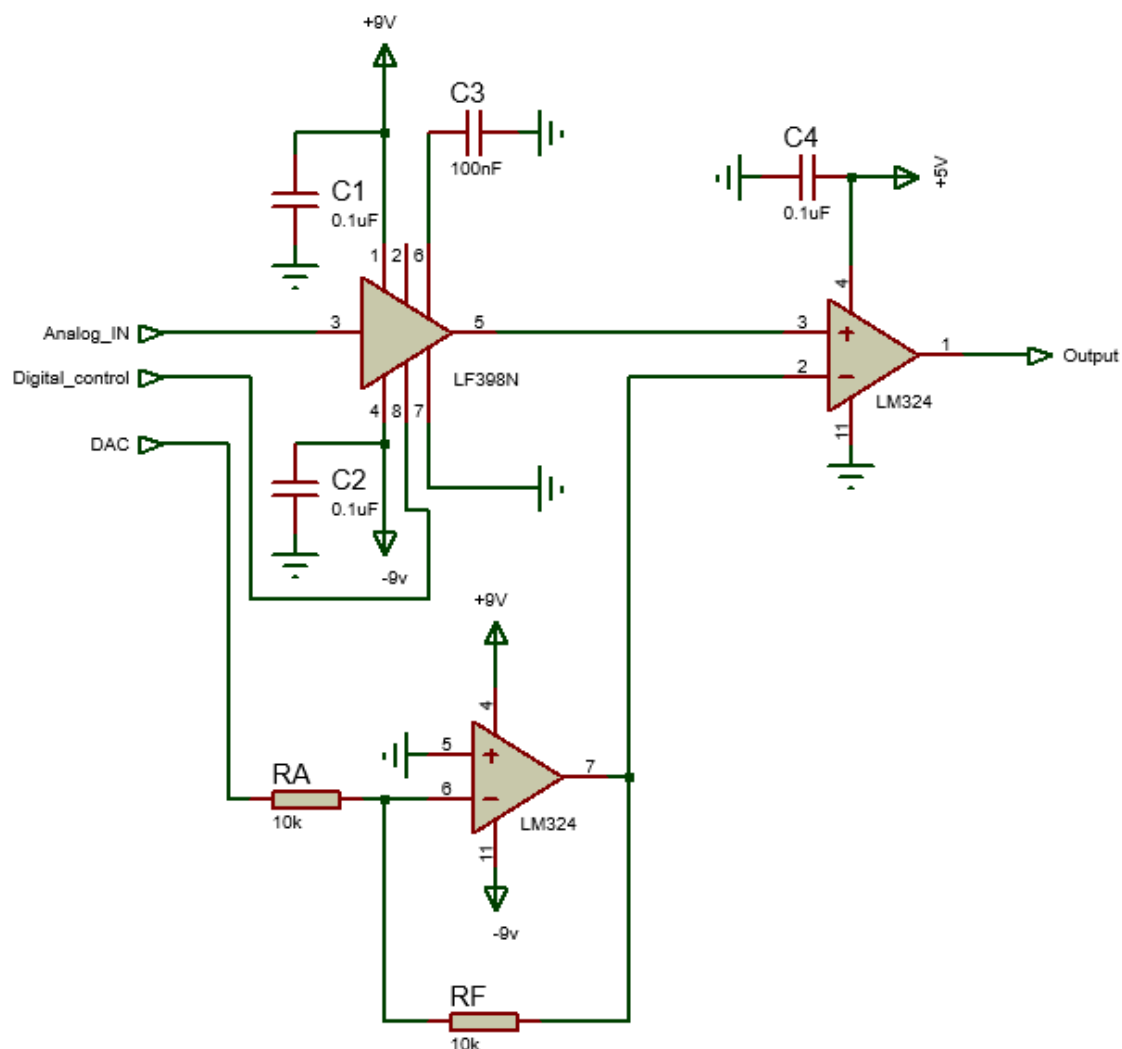 +9V
C3
100nF
C4
0.1uF
+5V
C1
0.1uF
1
2
6
4
Analog_IN
3
5
3
1
Output
Digital_control
LF398N
2
LM324
DAC
4
8
7
11
C2
0.1uF
-9v
+9V
4
5
7
RA
6
10k
LM324
11
-9v
RF
10k